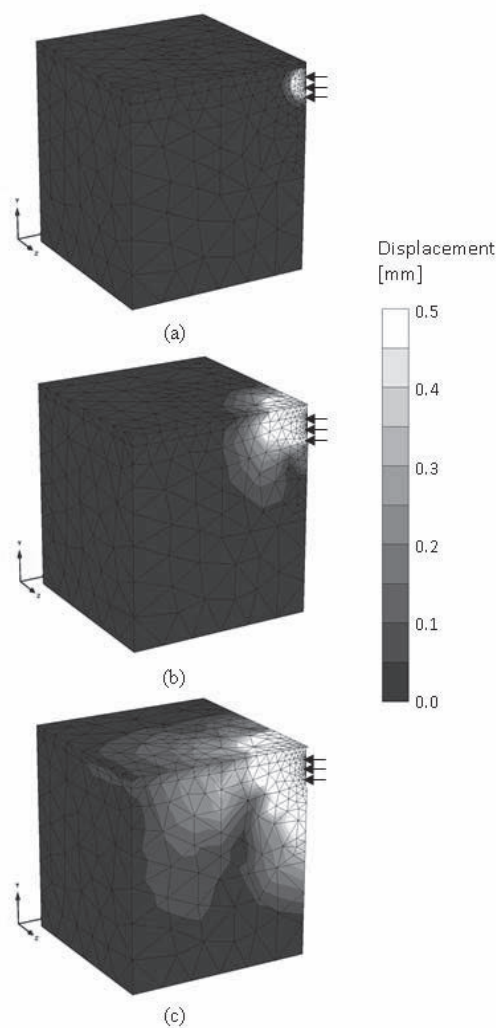 Y
Z
(a)
Displacement
[mm]
0.5
0.4
0.3
0.2
0.1
0.0
Y
Z
(b)
Y
Z
(c)